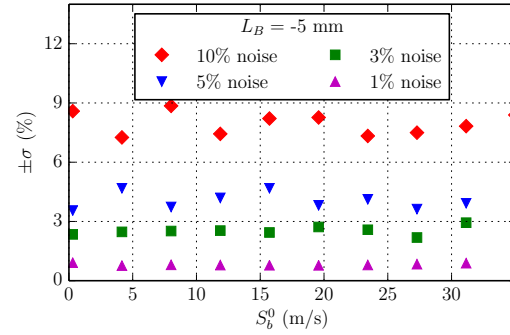 L_B = -5 mm
10% noise
3% noise
5% noise
1% noise
12
9
6
3
0
±σ (%)
0 5 10 15 20 25 30
S_b^0 (m/s)